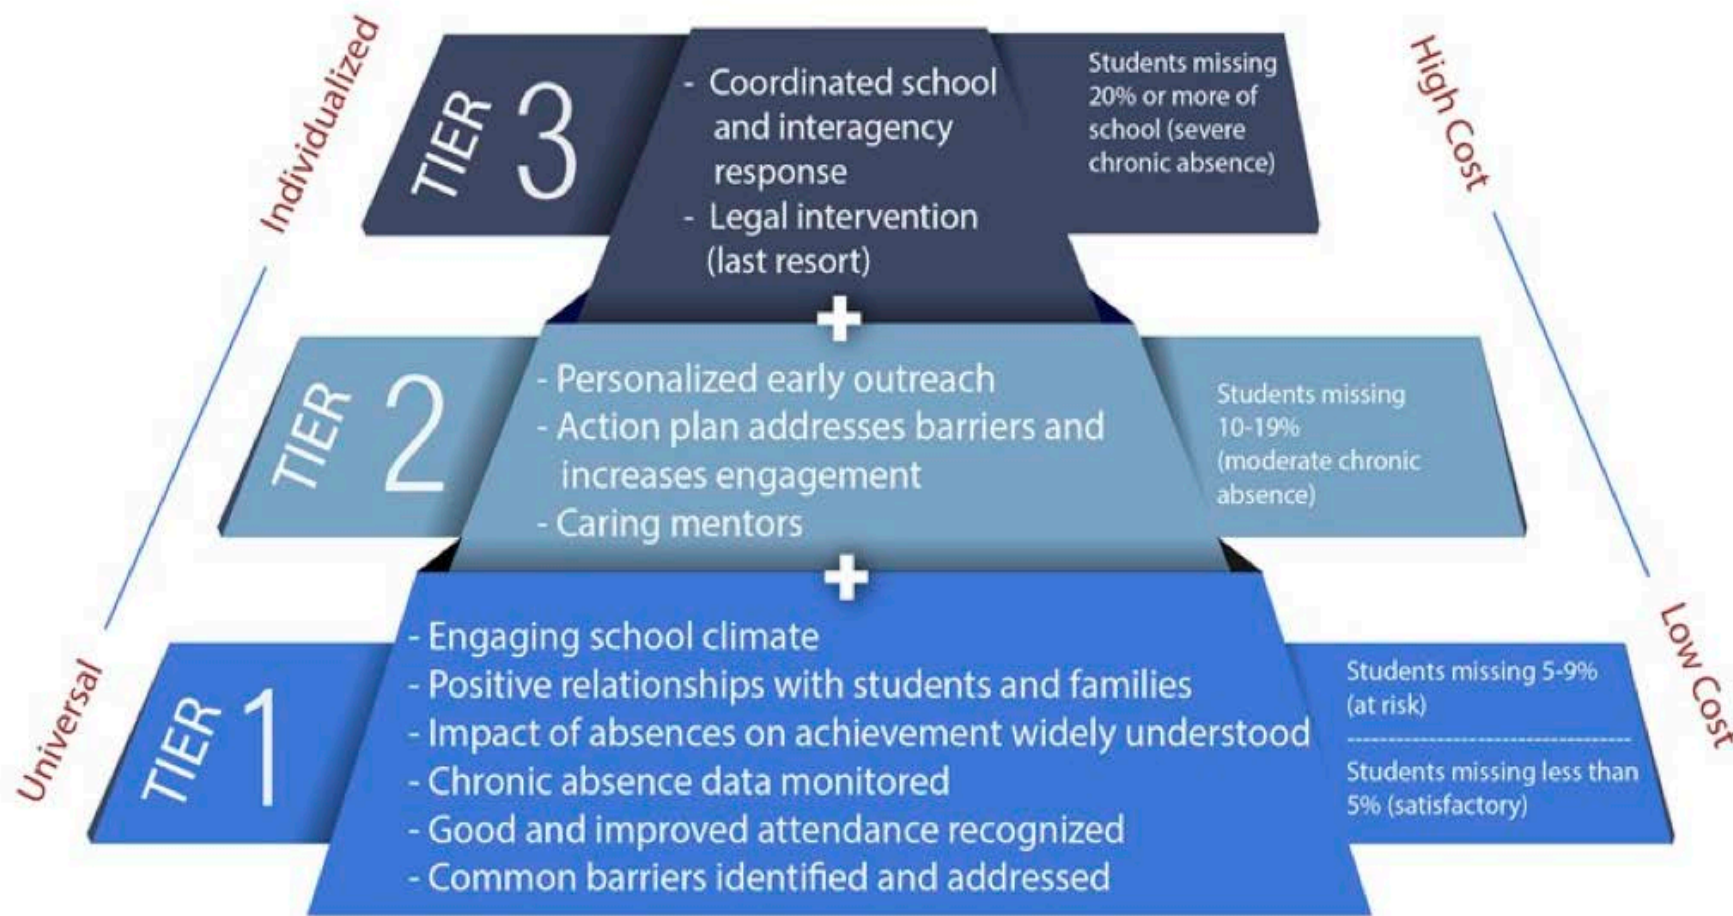 Individualized
Universal
High Cost
Low Cost
TIER 3
- Coordinated school
and interagency
response
- Legal intervention
(last resort)
Students missing
20% or more of
school (severe
chronic absence)
+
TIER 2
- Personalized early outreach
- Action plan addresses barriers and
increases engagement
- Caring mentors
Students missing
10-19%
(moderate chronic
absence)
+
TIER 1
- Engaging school climate
- Positive relationships with students and families
- Impact of absences on achievement widely understood
- Chronic absence data monitored
- Good and improved attendance recognized
- Common barriers identified and addressed
Students missing 5-9%
(at risk)
Students missing less than
5% (satisfactory)